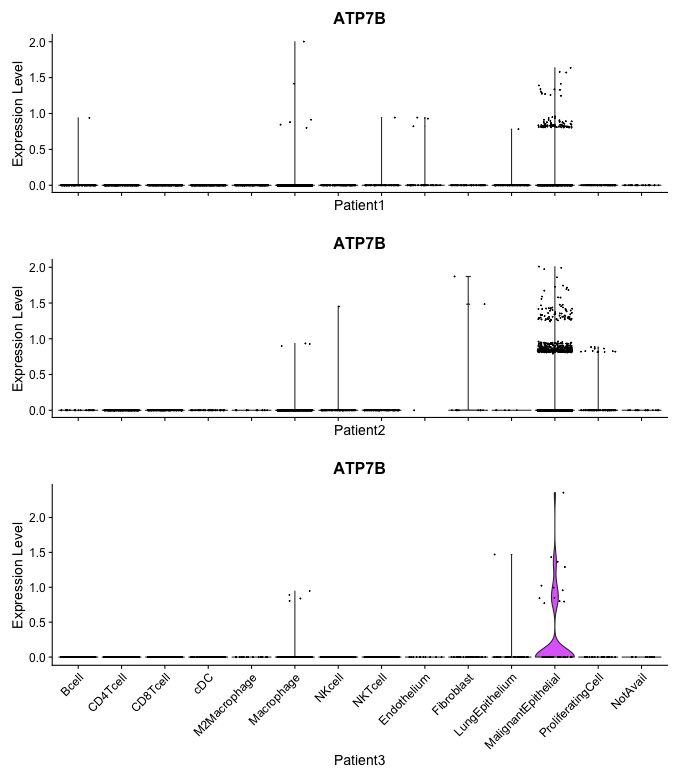 ATP7B
Expression Level
2.0
1.5
1.0
0.5
0.0
Patient1
ATP7B
Expression Level
2.0
1.5
1.0
0.5
0.0
Patient2
ATP7B
Expression Level
2.0
1.5
1.0
0.5
0.0
Bcell
CD4Tcell
CD8Tcell
cDC
M2Macrophage
Macrophage
NKcell
NKTcell
Endothelium
Fibroblast
LungEpithelium
MalignantEpithelial
ProliferatingCell
NotAvail
Patient3